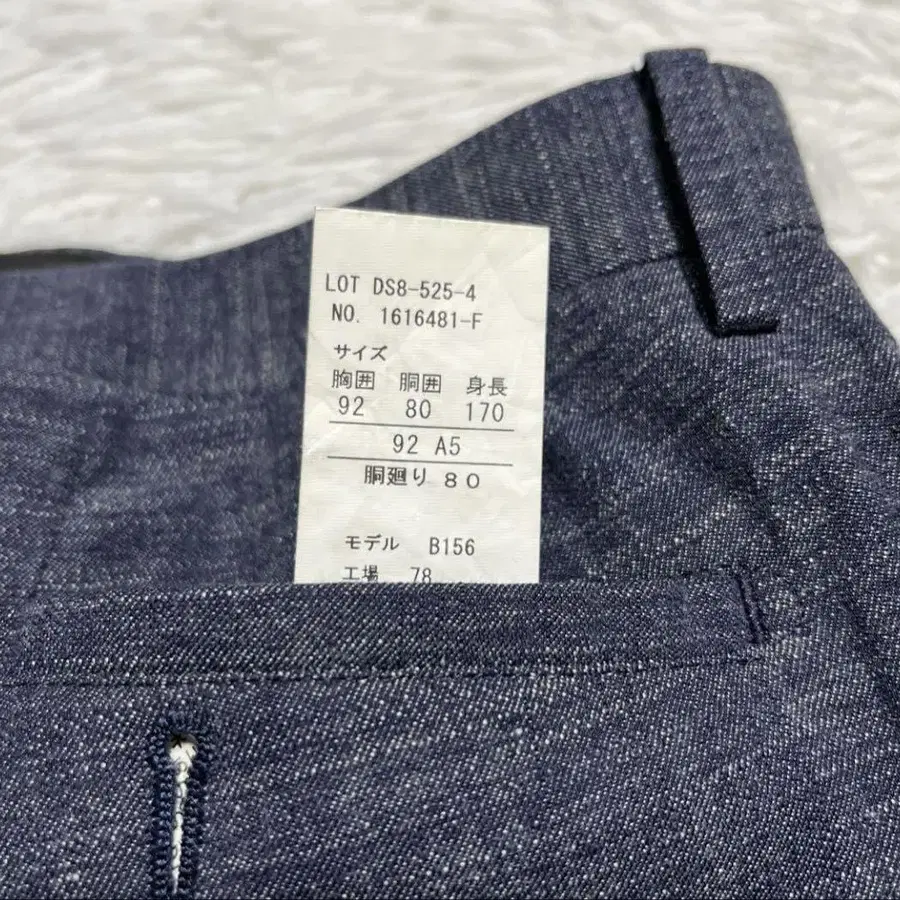 LOT DS8-525-4
NO. 1616481-F
サイズ
胸囲 胴囲 身長
92 80 170
92 A5
胴廻り 80
モデル B156
工場 78